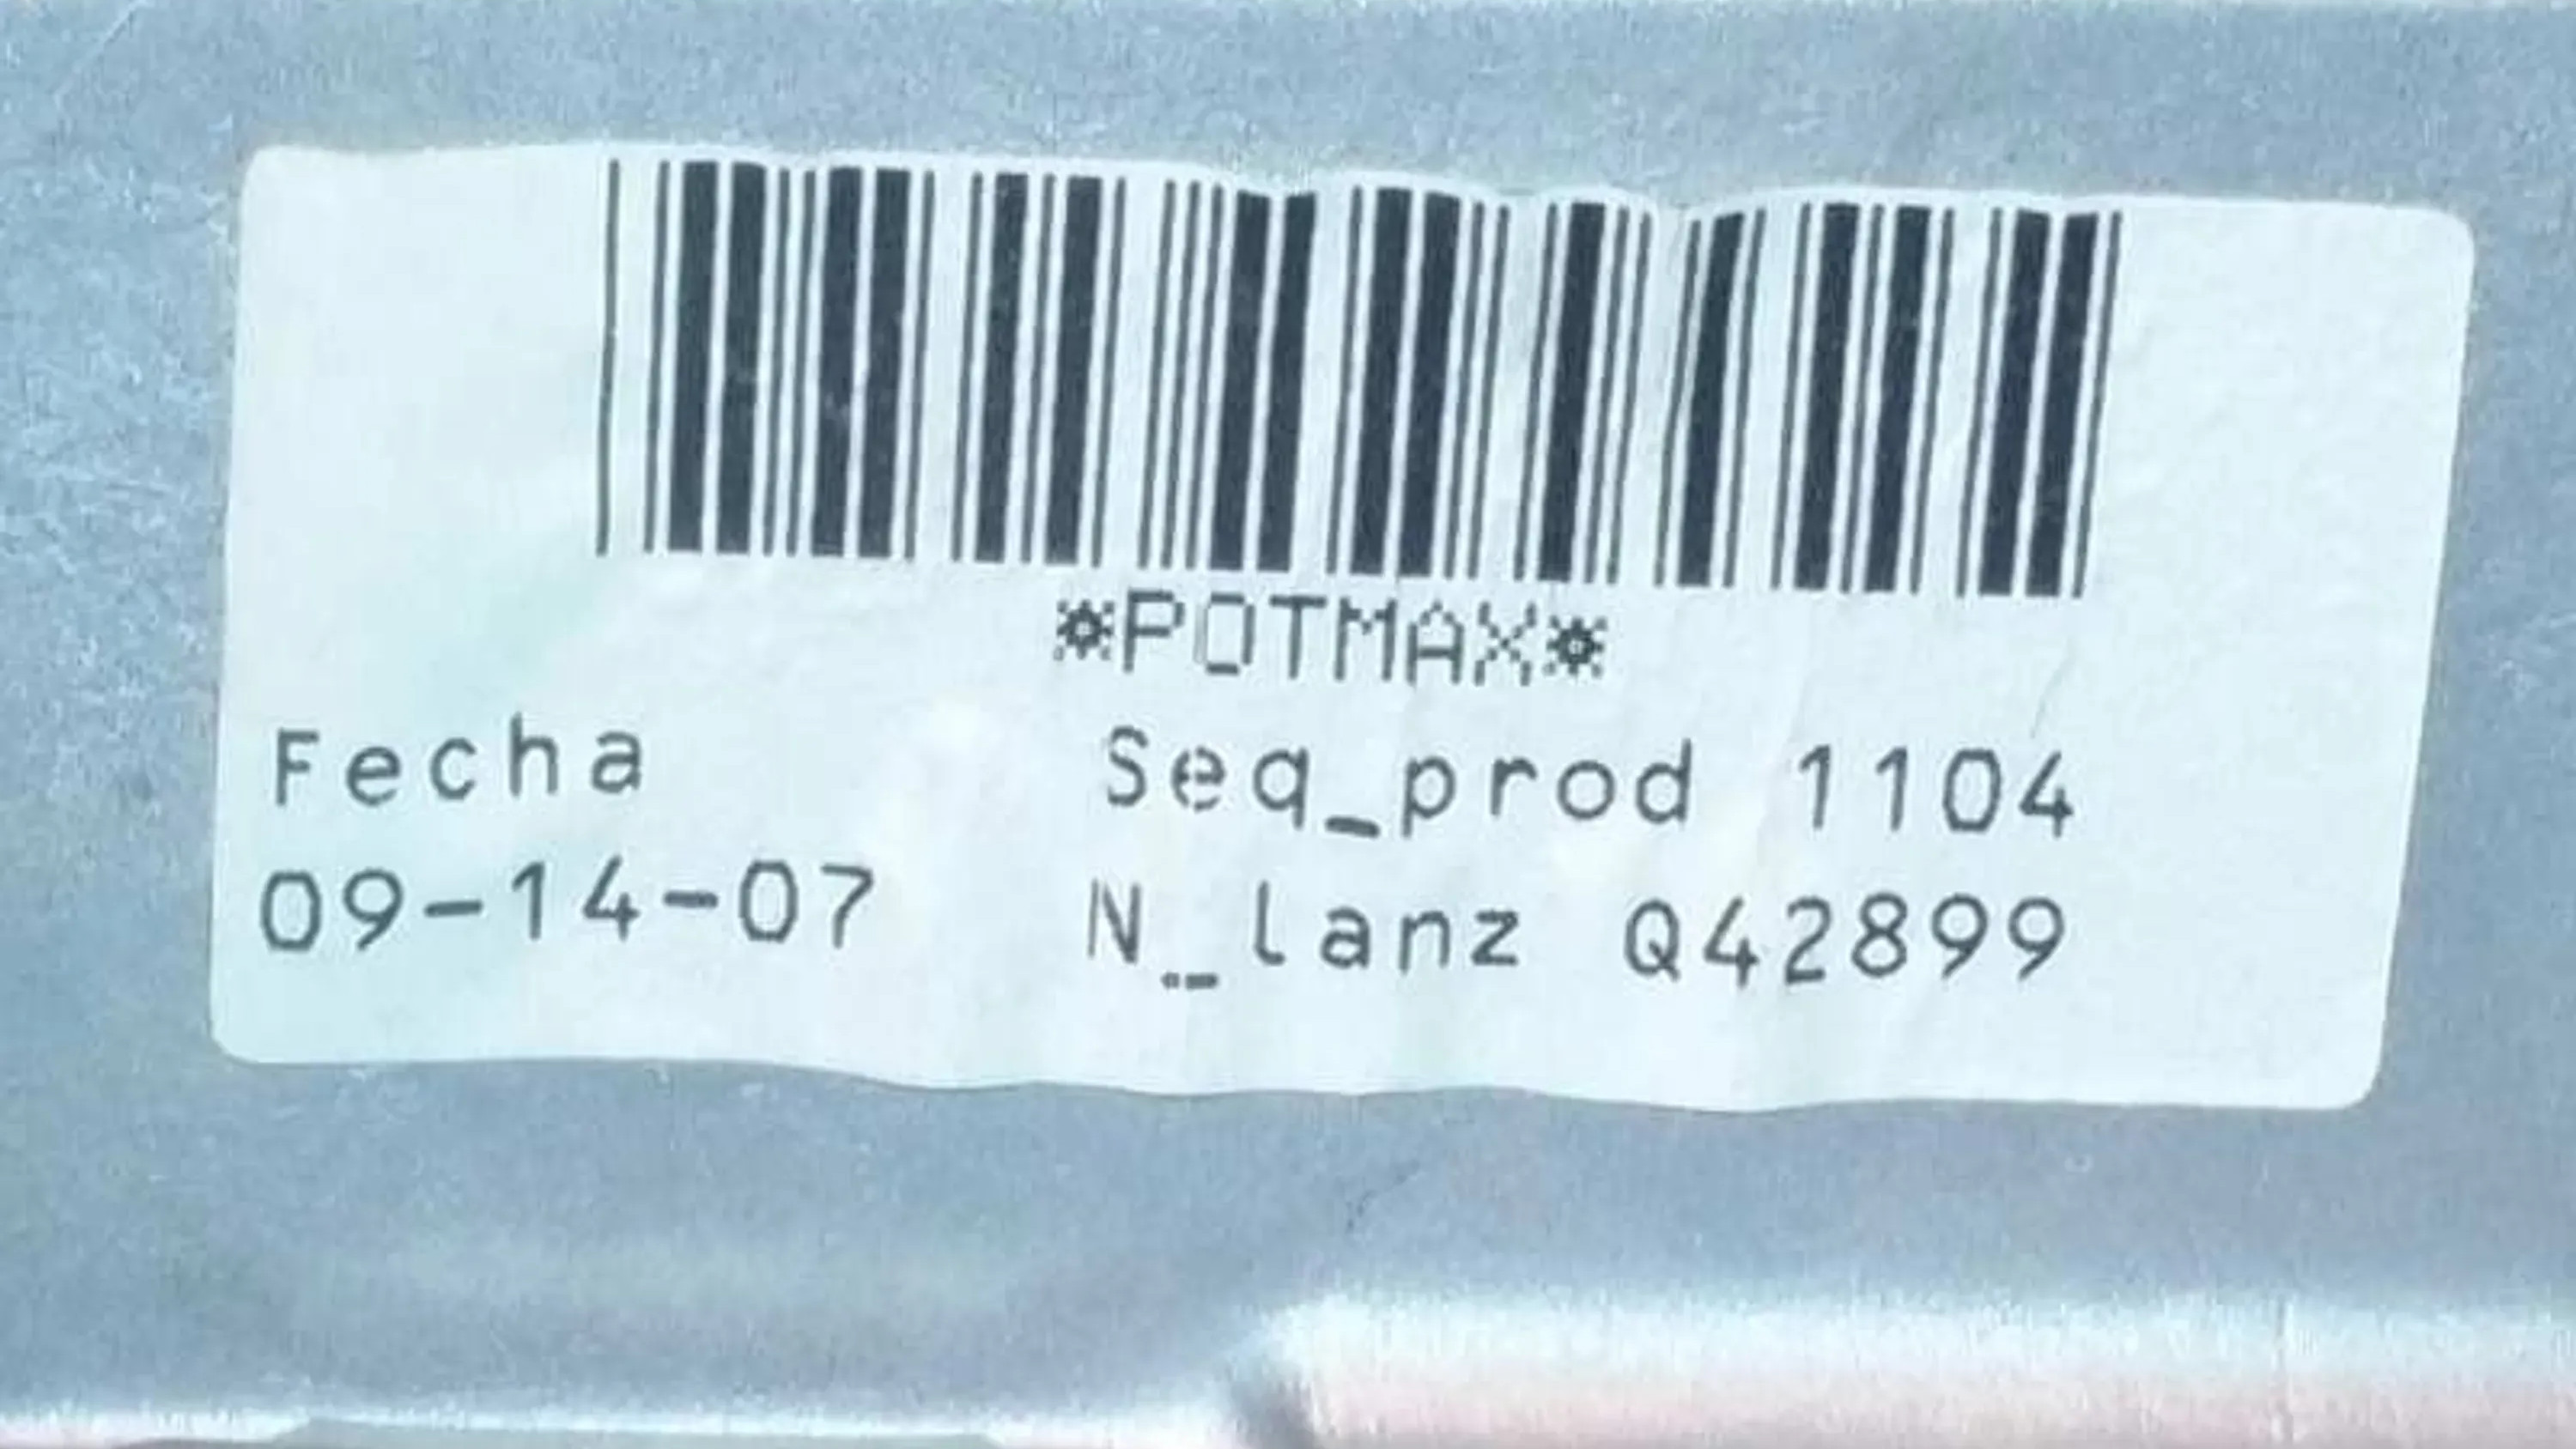 *POTMAX*
Fecha Seq_prod 1104
09-14-07 N_lanz Q42899